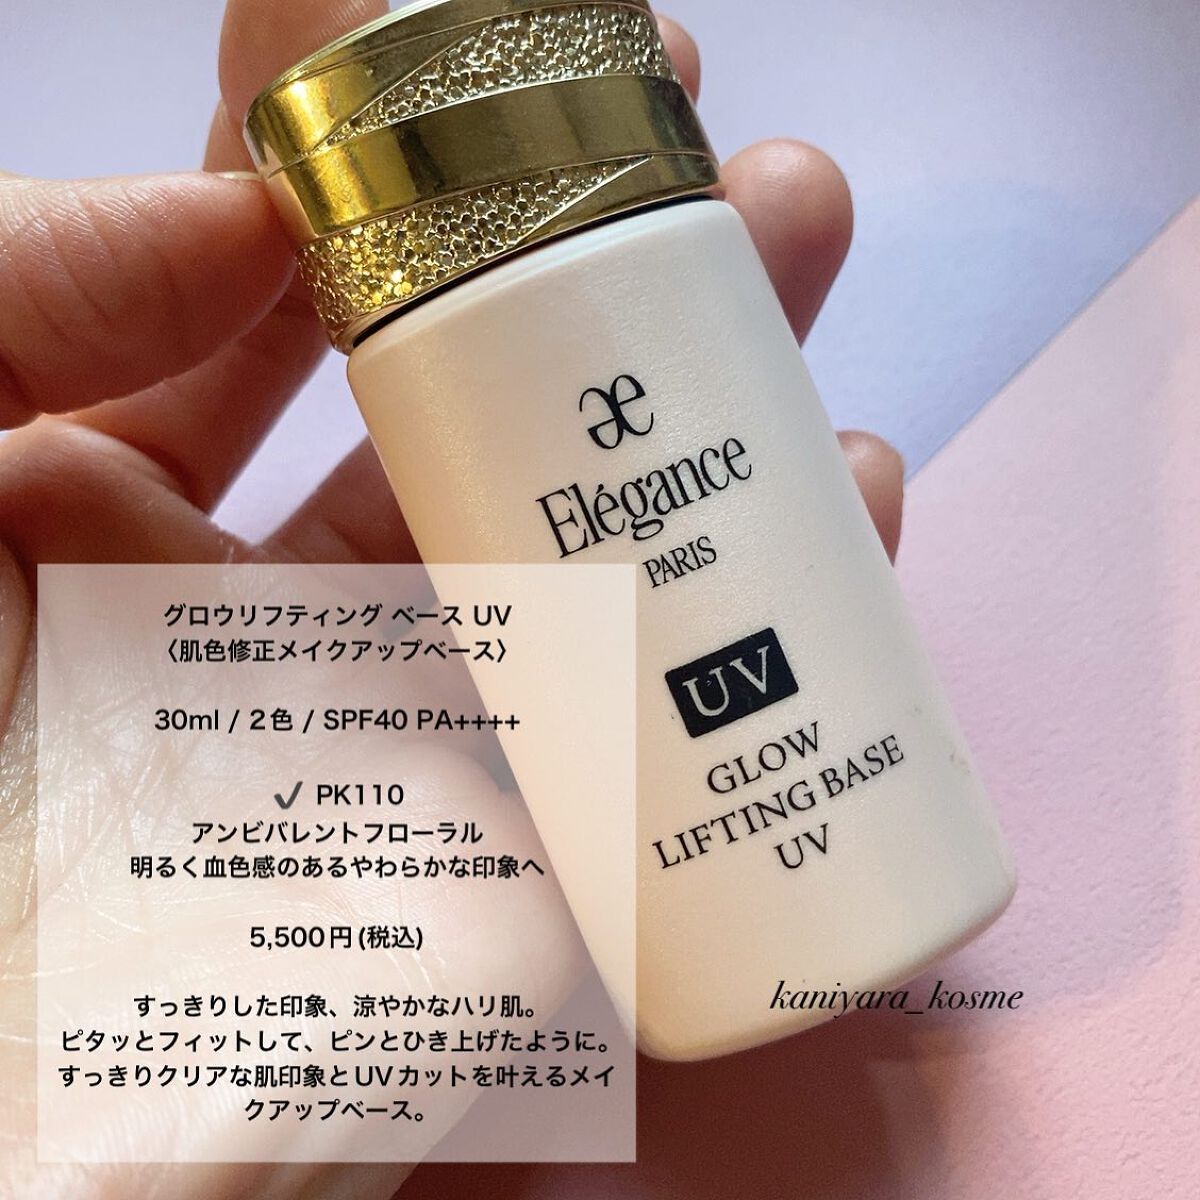 æ
Elégance
PARIS
UV
GLOW
LIFTING BASE
UV
グロウリフティング ベース UV
〈肌色修正メイクアップベース〉
30ml / 2色 / SPF40 PA++++
✔ PK110
アンビバレントフローラル
明るく血色感のあるやわらかな印象へ
5,500円(税込)
すっきりした印象、涼やかなハリ肌。
ピタッとフィットして、ピンとひき上げたように。
すっきりクリアな肌印象とUVカットを叶えるメイ
クアップベース。
kaniyara_kosme